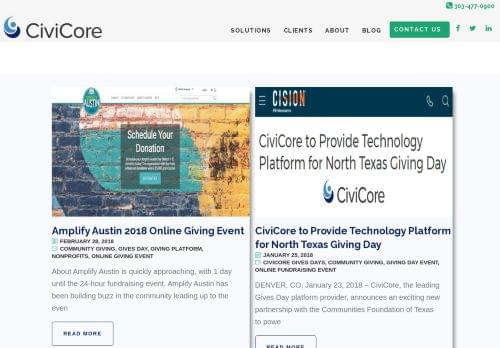 303-477-0900
CiviCore
SOLUTIONS CLIENTS ABOUT BLOG CONTACT US
AUSTIN
Schedule Your
Donation
Amplify Austin 2018 Online Giving Event
FEBRUARY 28, 2018
COMMUNITY GIVING, GIVES DAY, GIVING PLATFORM,
NONPROFITS, ONLINE GIVING EVENT
About Amplify Austin is quickly approaching, with 1 day
until the 24-hour fundraising event. Amplify Austin has
been building buzz in the community leading up to the
even
READ MORE
CISION
CiviCore to Provide Technology
Platform for North Texas Giving Day
CiviCore
CiviCore to Provide Technology Platform
for North Texas Giving Day
JANUARY 25, 2018
CIVICORE GIVES DAYS, COMMUNITY GIVING, GIVING DAY EVENT,
ONLINE FUNDRAISING EVENT
DENVER, CO, January 23, 2018 – CiviCore, the leading
Gives Day platform provider, announces an exciting new
partnership with the Communities Foundation of Texas
to powe
READ MORE